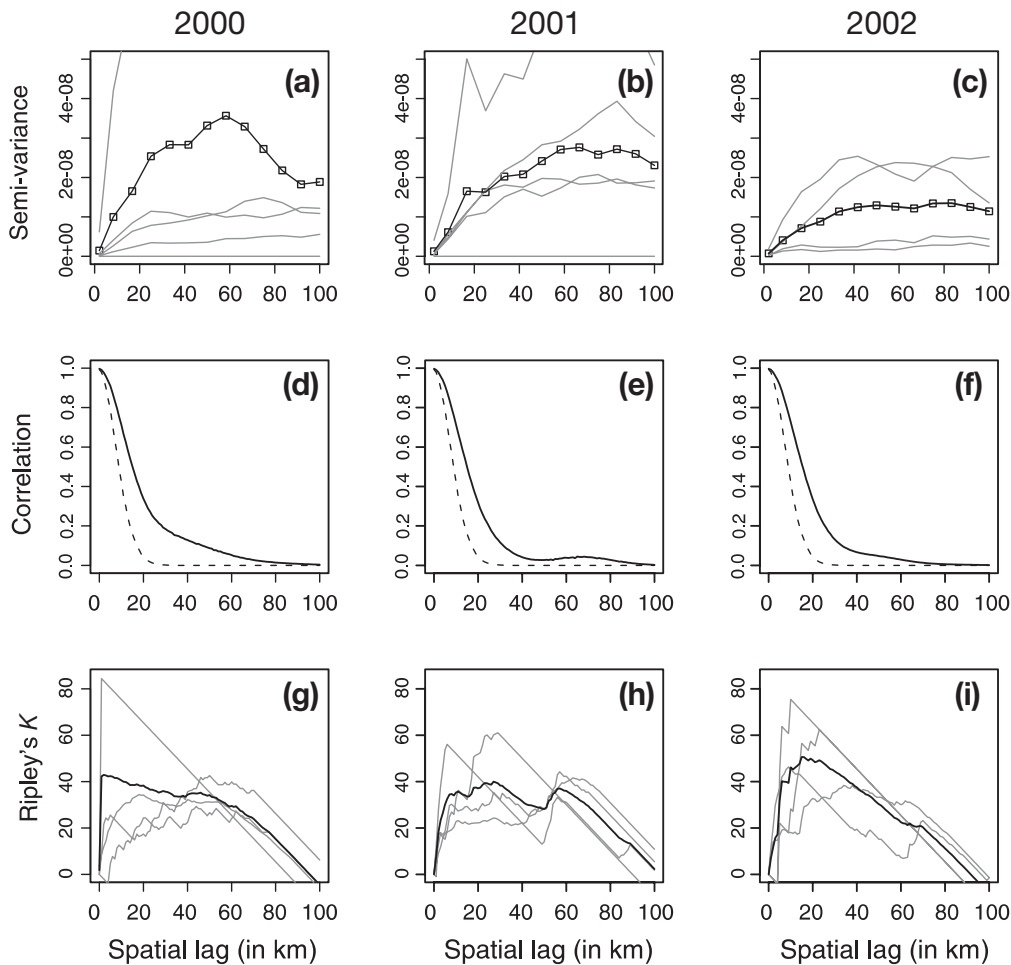 2000 2001 2002
Semi-variance
(a) (b) (c)
0e+00 2e-08 4e-08
0e+00 2e-08 4e-08
0e+00 2e-08 4e-08
0 20 40 60 80 100
0 20 40 60 80 100
0 20 40 60 80 100
Correlation
(d) (e) (f)
0.0 0.2 0.4 0.6 0.8 1.0
0.0 0.2 0.4 0.6 0.8 1.0
0.0 0.2 0.4 0.6 0.8 1.0
0 20 40 60 80 100
0 20 40 60 80 100
0 20 40 60 80 100
Ripley's K
(g) (h) (i)
0 20 40 60 80
0 20 40 60 80
0 20 40 60 80
0 20 40 60 80 100
0 20 40 60 80 100
0 20 40 60 80 100
Spatial lag (in km) Spatial lag (in km) Spatial lag (in km)